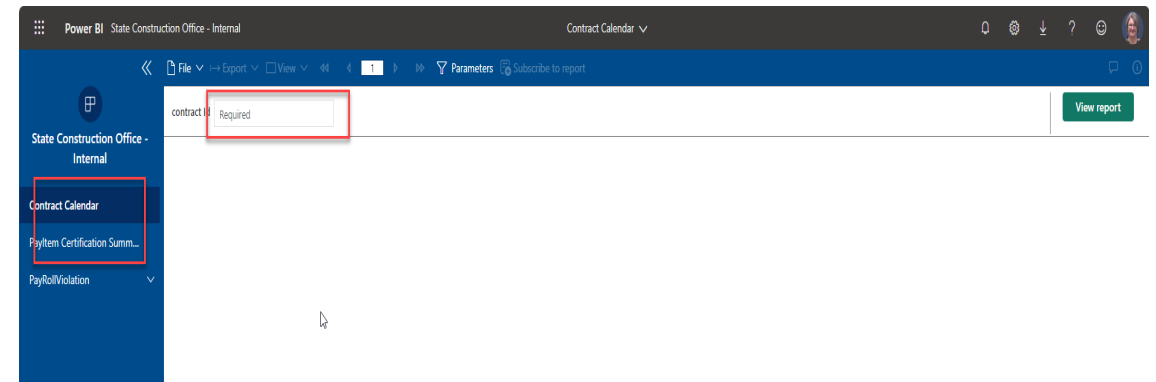 Power BI State Construction Office - Internal Contract Calendar ?
File Export View 1 Parameters Subscribe to report
contract Id Required View report
State Construction Office -
Internal
Contract Calendar
PayItem Certification Summ...
PayRollViolation